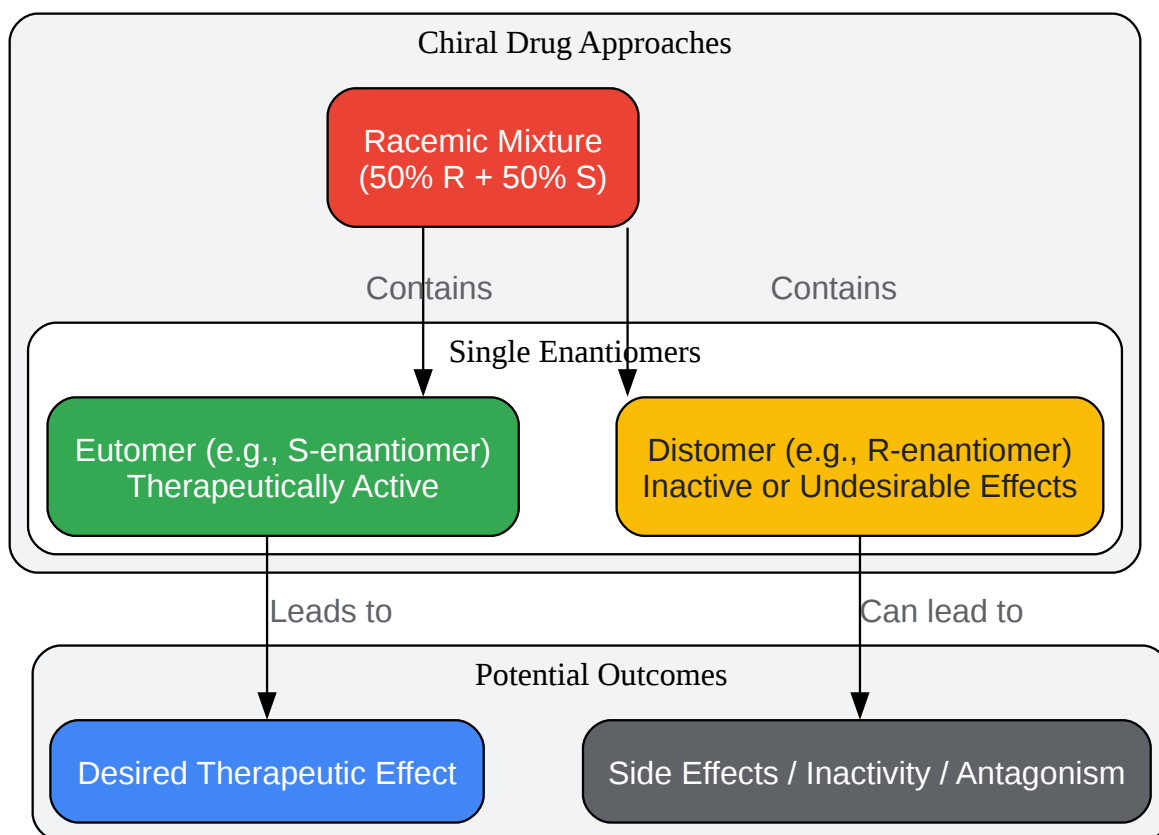 Chiral Drug Approaches
Racemic Mixture
(50% R + 50% S)
Contains
Contains
Single Enantiomers
Eutomer (e.g., S-enantiomer)
Therapeutically Active
Distomer (e.g., R-enantiomer)
Inactive or Undesirable Effects
Leads to
Can lead to
Potential Outcomes
Desired Therapeutic Effect
Side Effects / Inactivity / Antagonism